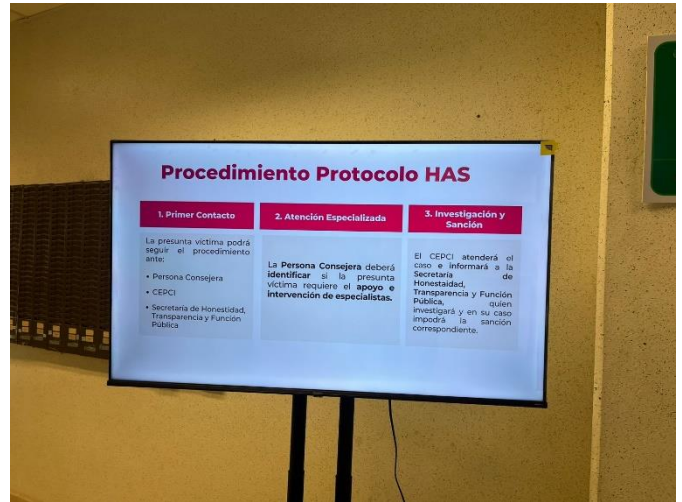 Procedimiento Protocolo HAS
1. Primer Contacto
La presunta víctima podrá
seguir el procedimiento
ante:
• Persona Consejera
• CEPCI
• Secretaría de Honestidad,
Transparencia y Función
Pública
2. Atención Especializada
La Persona Consejera deberá
identificar si la presunta
víctima requiere el apoyo e
intervención de especialistas.
3. Investigación y
Sanción
El CEPCI atenderá el
caso e informará a la
Secretaría de
Honestaidad,
Transparencia y Función
Pública, quien
investigará y en su caso
impodrá la sanción
correspondiente.